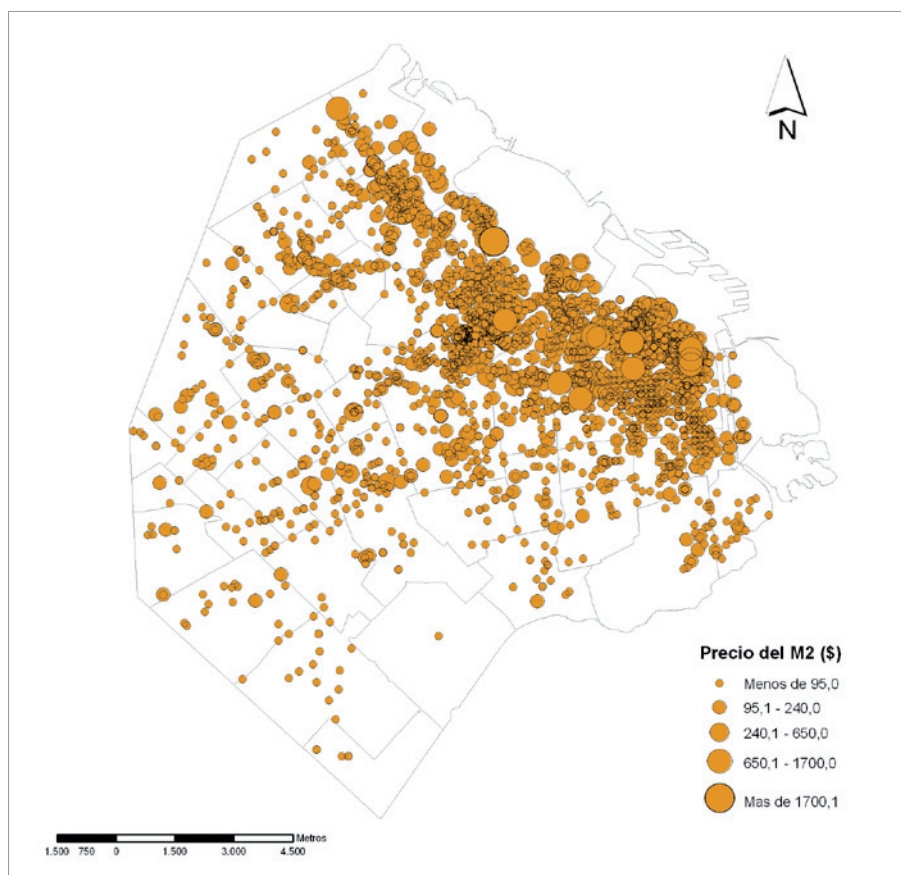 N
Precio del M2 ($)
Menos de 95,0
95,1 - 240,0
240,1 - 650,0
650,1 - 1700,0
Mas de 1700,1
Metros
1.500 750 0 1.500 3.000 4.500